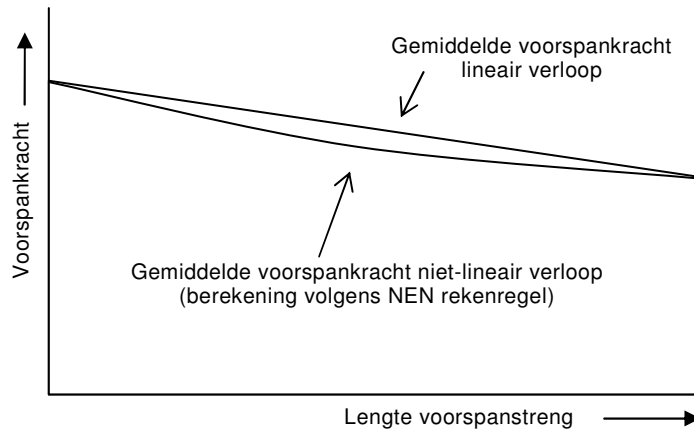 Gemiddelde voorspankracht
lineair verloop
Voorspankracht
Gemiddelde voorspankracht niet-lineair verloop
(berekening volgens NEN rekenregel)
Lengte voorspanstreng